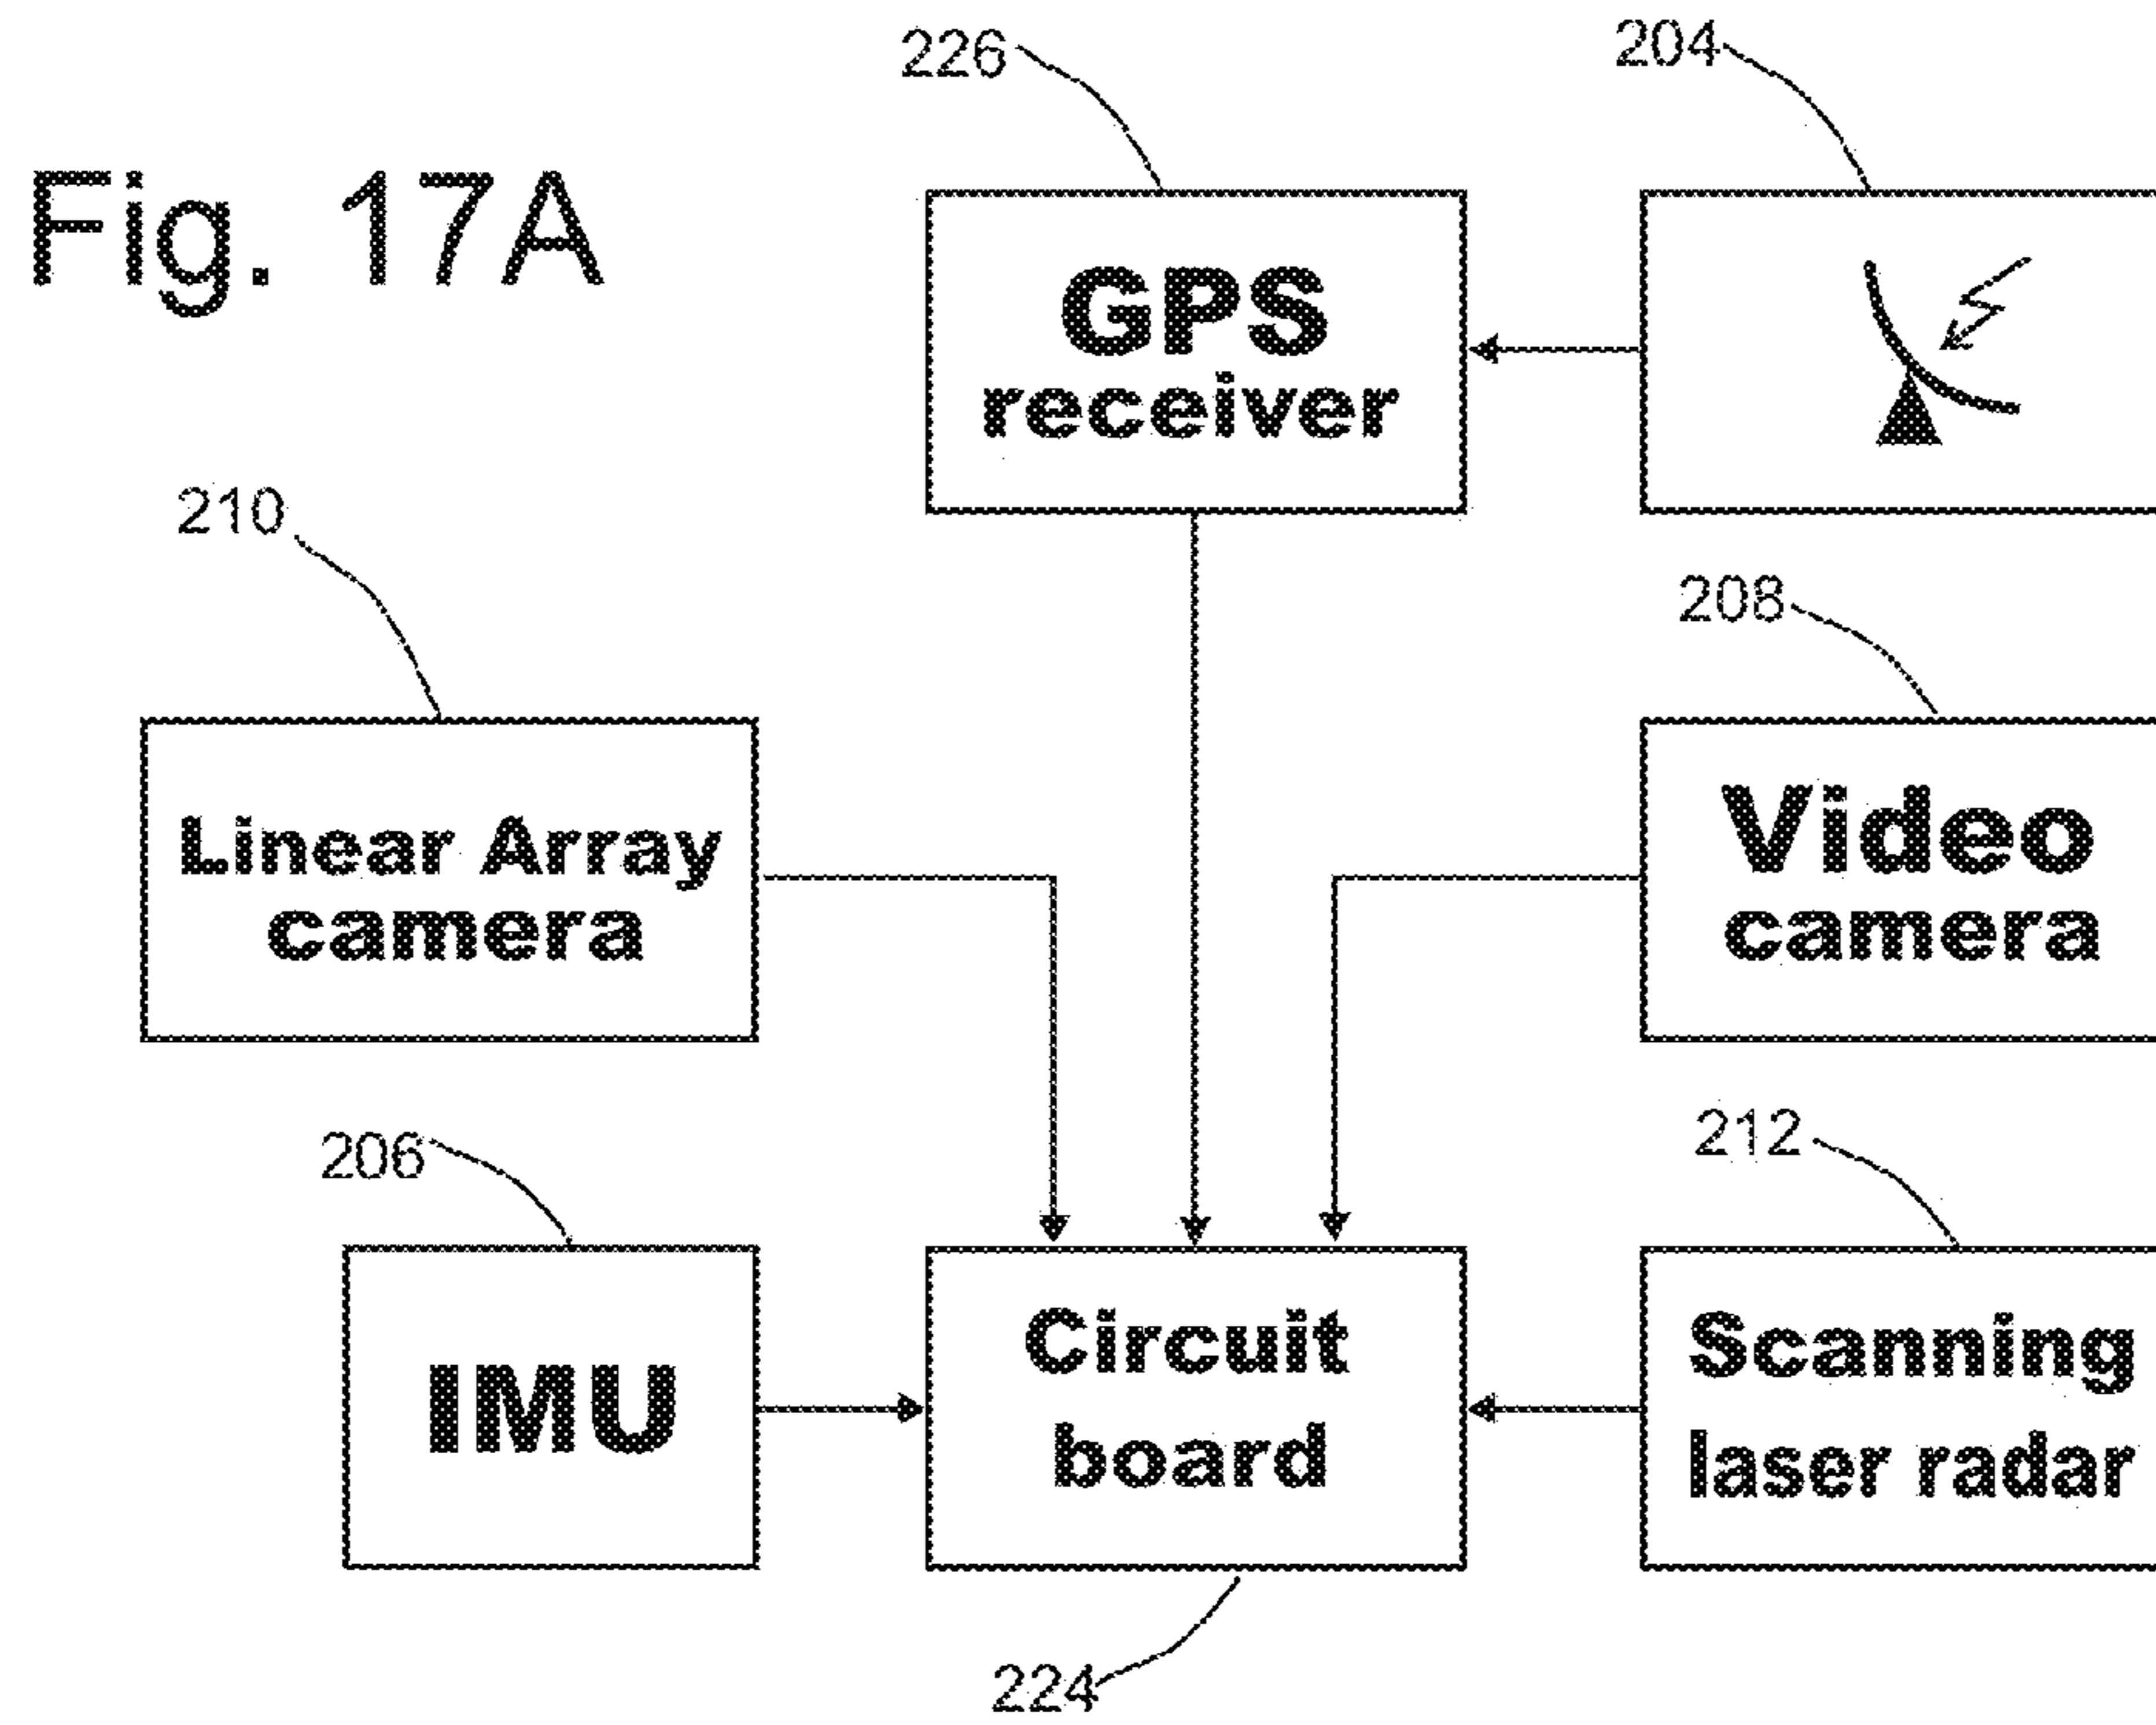 226
204
Fig. 17A
GPS
receiver
210
208
Linear Array
camera
Video
camera
206
212
IMU
Circuit
board
Scanning
laser radar
224